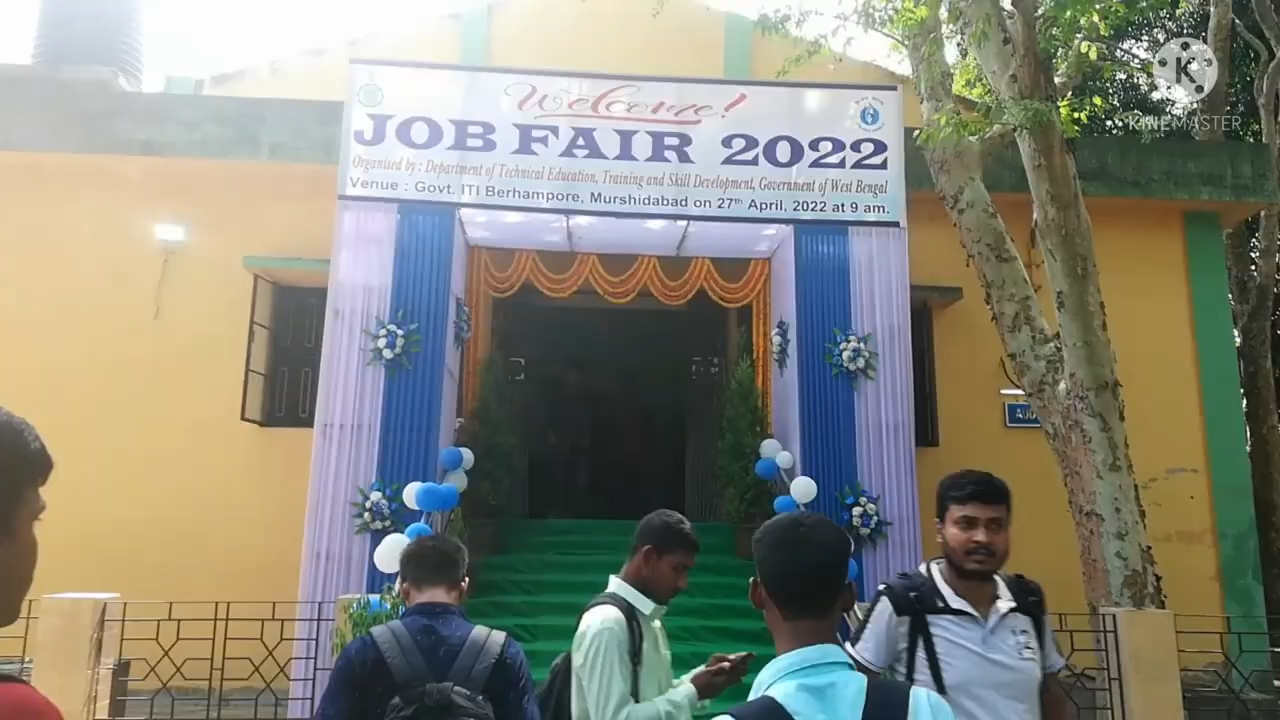 Welcome!
JOB FAIR 2022
Organised by : Department of Technical Education, Training and Skill Development, Government of West Bengal
Venue : Govt. ITI Berhampore, Murshidabad on 27th April, 2022 at 9 am.
K
KINEMASTER
AUD